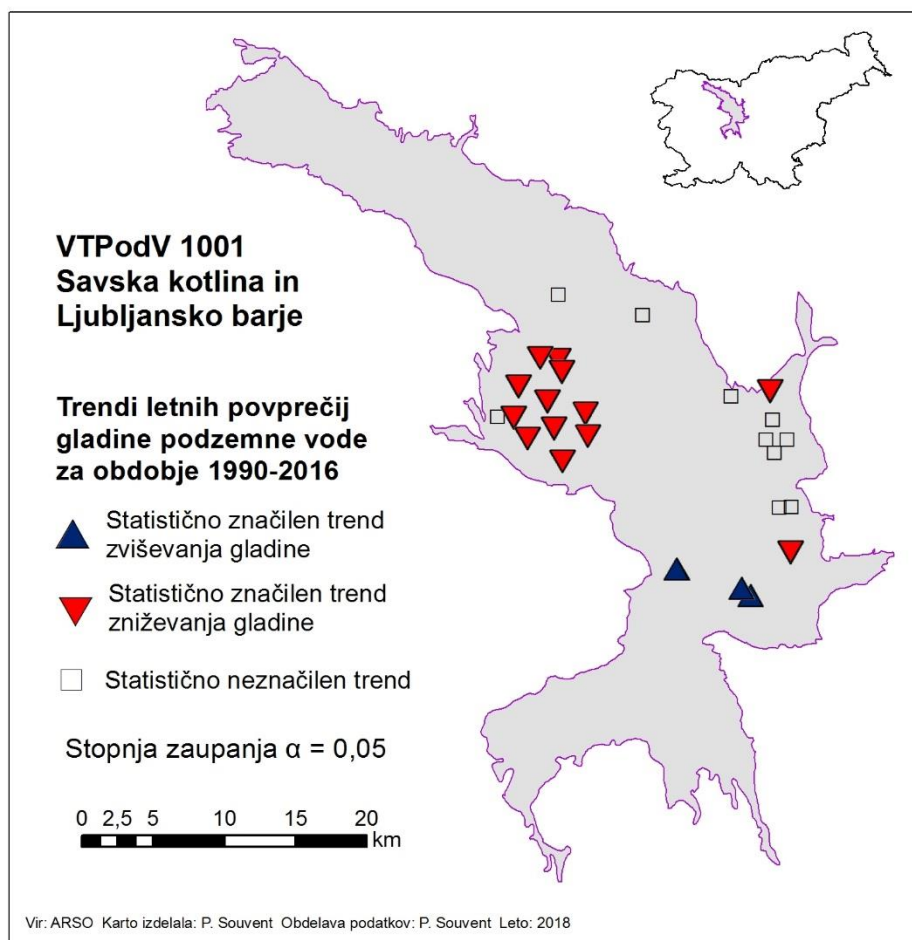 VTPodV 1001
Savska kotlina in
Ljubljansko barje
Trendi letnih povprečij
gladine podzemne vode
za obdobje 1990-2016
Statistično značilen trend
zviševanja gladine
Statistično značilen trend
zniževanja gladine
Statistično neznačilen trend
Stopnja zaupanja α = 0,05
0 2,5 5 10 15 20
km
Vir: ARSO Karto izdelala: P. Souvent Obdelava podatkov: P. Souvent Leto: 2018